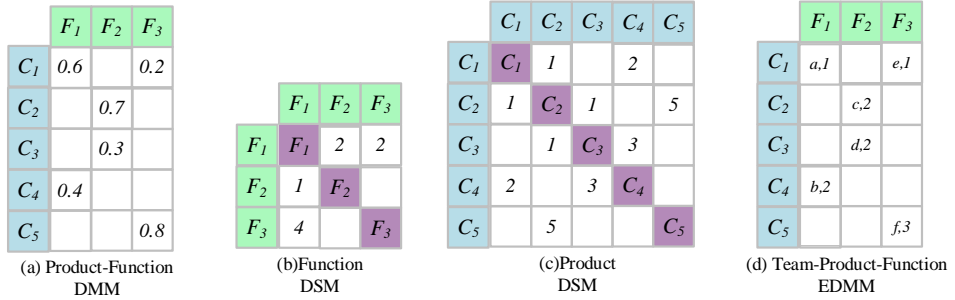 F1 F2 F3
C1 0.6 0.2
C2 0.7
C3 0.3
C4 0.4
C5 0.8
(a) Product-Function
DMM
F1 F2 F3
F1 F1 2 2
F2 1 F2
F3 4 F3
(b)Function
DSM
C1 C2 C3 C4 C5
C1 C1 1 2
C2 1 C2 1 5
C3 1 C3 3
C4 2 3 C4
C5 5 C5
(c)Product
DSM
F1 F2 F3
C1 a,1 e,1
C2 c,2
C3 d,2
C4 b,2
C5 f,3
(d) Team-Product-Function
EDMM